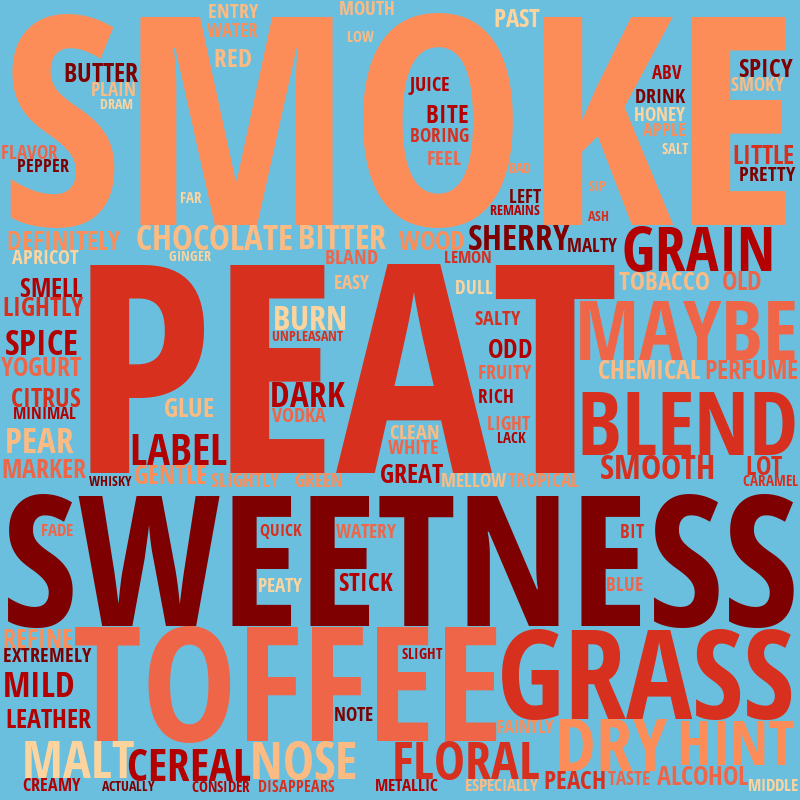 SMOKE
ENTRY
MOUTH
PAST
WATER
LOW
RED
BUTTER
PLAIN
DRAM
JUICE
ABV
SPICY
SMOKY
DRINK
HONEY
APPLE
SALT
BITE
BORING
FEEL
FLAVOR
PEPPER
LITTLE
PRETTY
FAR
BAD
LEFT
REMAINS
SIP
ASH
DEFINITELY
CHOCOLATE
BITTER
WOOD
SHERRY
MALTY
GRAIN
APRICOT
GINGER
BLAND
LEMON
PEAT
SMELL
LIGHTLY
EASY
DULL
TOBACCO
OLD
BURN
UNPLEASANT
SALTY
MAYBE
SPICE
YOGURT
ODD
FRUITY
CHEMICAL
PERFUME
CITRUS
MINIMAL
GLUE
DARK
VODKA
RICH
BLEND
PEAR
LABEL
CLEAN
WHITE
LIGHT
LACK
MARKER
WHISKY
GENTLE
SLIGHTLY
GREEN
GREAT
MELLOW
TROPICAL
SMOOTH
LOT
CARAMEL
SWEETNESS
FADE
QUICK
WATERY
BIT
PEATY
STICK
BLUE
REFINE
TOFFEE
GRASS
EXTREMELY
SLIGHT
MILD
LEATHER
NOTE
FAINTLY
DRY
HINT
MALT
CEREAL
NOSE
FLORAL
CREAMY
ACTUALLY
CONSIDER
DISAPPEARS
METALLIC
ESPECIALLY
PEACH
TASTE
ALCOHOL
MIDDLE